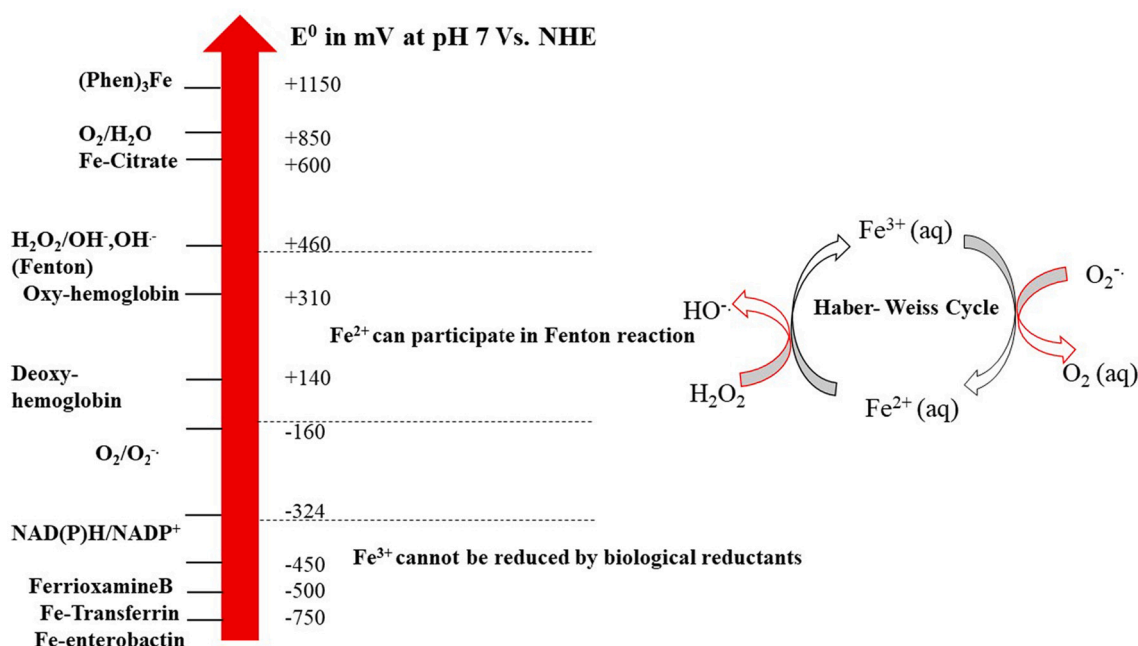 E⁰ in mV at pH 7 Vs. NHE
(Phen)₃Fe
+1150
O₂/H₂O
+850
Fe-Citrate
+600
H₂O₂/OH⁻,OH·⁻
(Fenton)
+460
Oxy-hemoglobin
+310
Fe²⁺ can participate in Fenton reaction
Deoxy-
hemoglobin
+140
-160
O₂/O₂⁻·
-324
NAD(P)H/NADP⁺
Fe³⁺ cannot be reduced by biological reductants
-450
FerrioxamineB
-500
Fe-Transferrin
-750
Fe-enterobactin
Fe³⁺ (aq)
O₂⁻·
HO⁻·
Haber- Weiss Cycle
H₂O₂
O₂ (aq)
Fe²⁺ (aq)